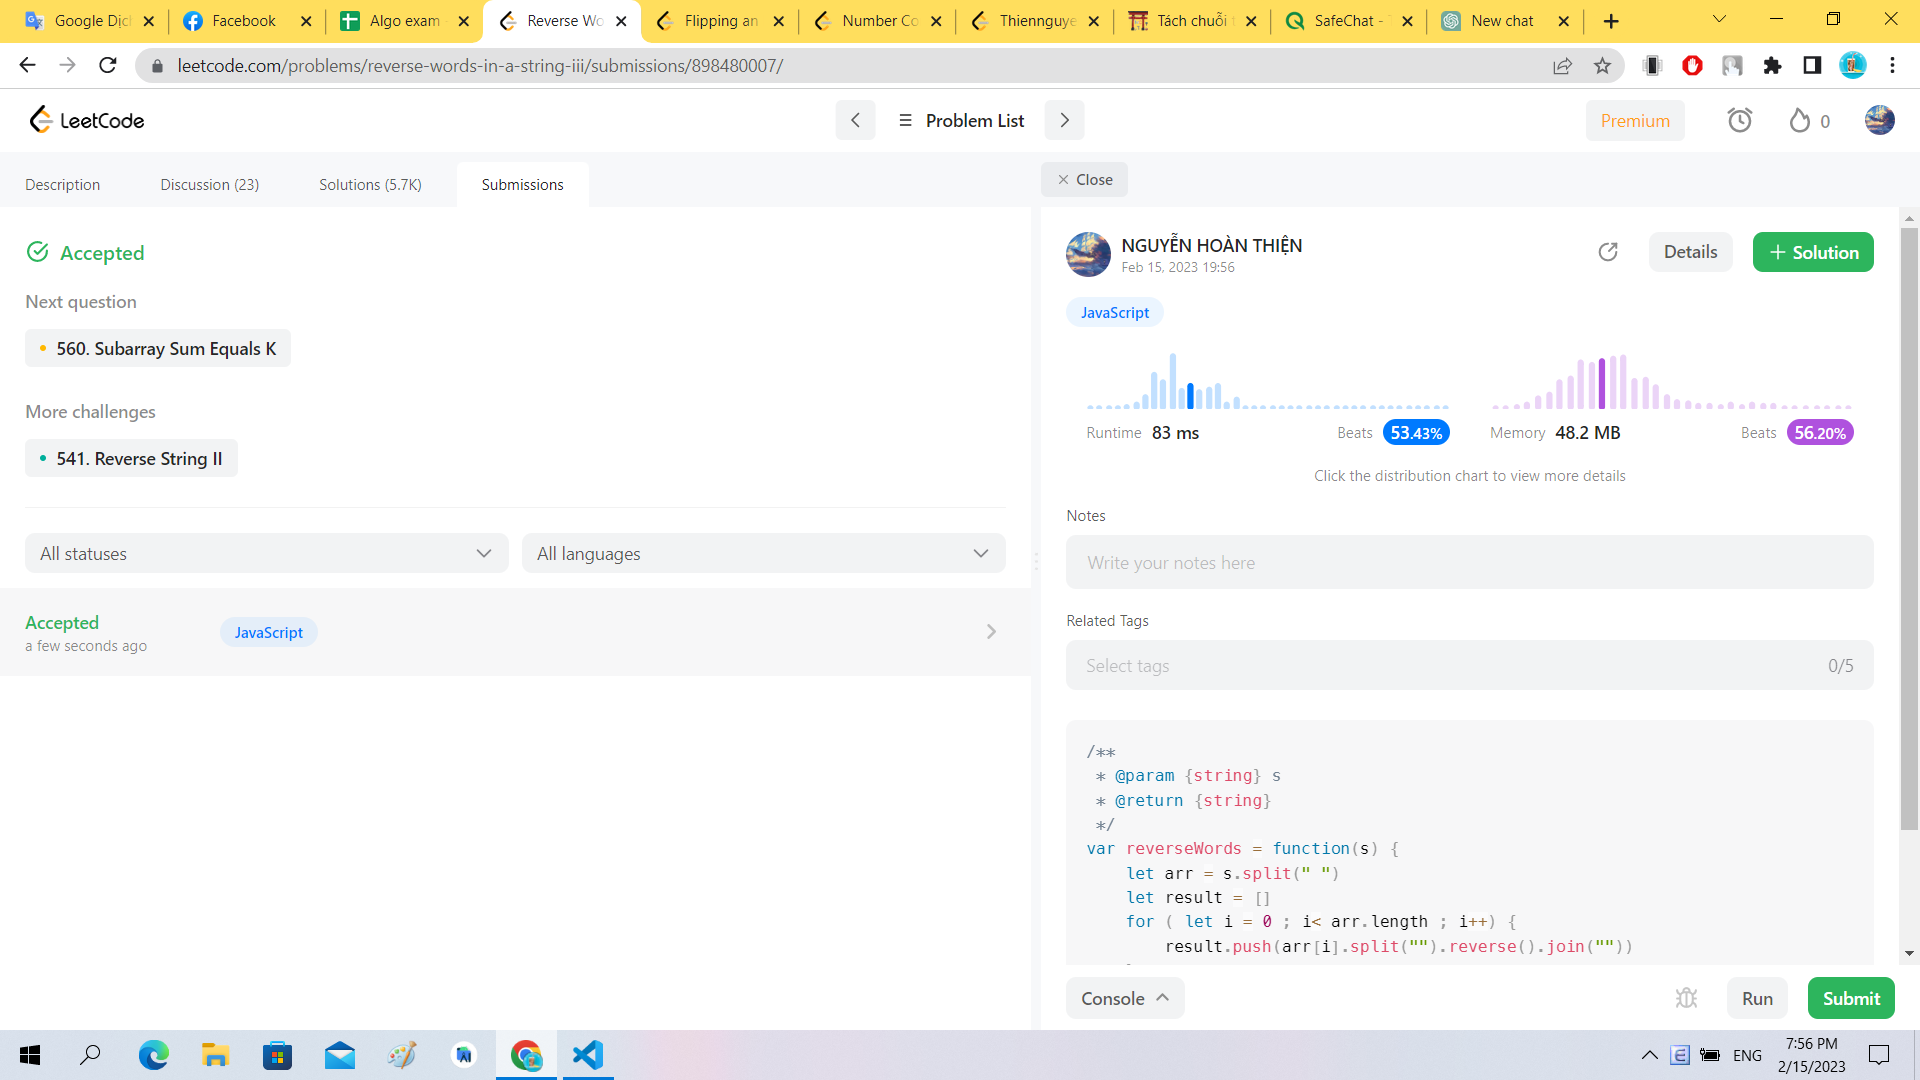 Google Dịch
Facebook
Algo exam
Reverse Wo
Flipping an
Number Co
Thiennguye
Tách chuỗi t
SafeChat - T
New chat
leetcode.com/problems/reverse-words-in-a-string-iii/submissions/898480007/
LeetCode
Problem List
Premium
0
Description
Discussion (23)
Solutions (5.7K)
Submissions
Close
Accepted
Next question
560. Subarray Sum Equals K
More challenges
541. Reverse String II
All statuses
All languages
Accepted
a few seconds ago
JavaScript
NGUYỄN HOÀN THIỆN
Feb 15, 2023 19:56
Details
+ Solution
JavaScript
Runtime 83 ms Beats 53.43%
Memory 48.2 MB Beats 56.20%
Click the distribution chart to view more details
Notes
Write your notes here
Related Tags
Select tags
0/5
/**
 * @param {string} s
 * @return {string}
 */
var reverseWords = function(s) {
    let arr = s.split(" ")
    let result = []
    for ( let i = 0 ; i< arr.length ; i++) {
        result.push(arr[i].split("").reverse().join(""))
Console
Run
Submit
ENG
7:56 PM
2/15/2023